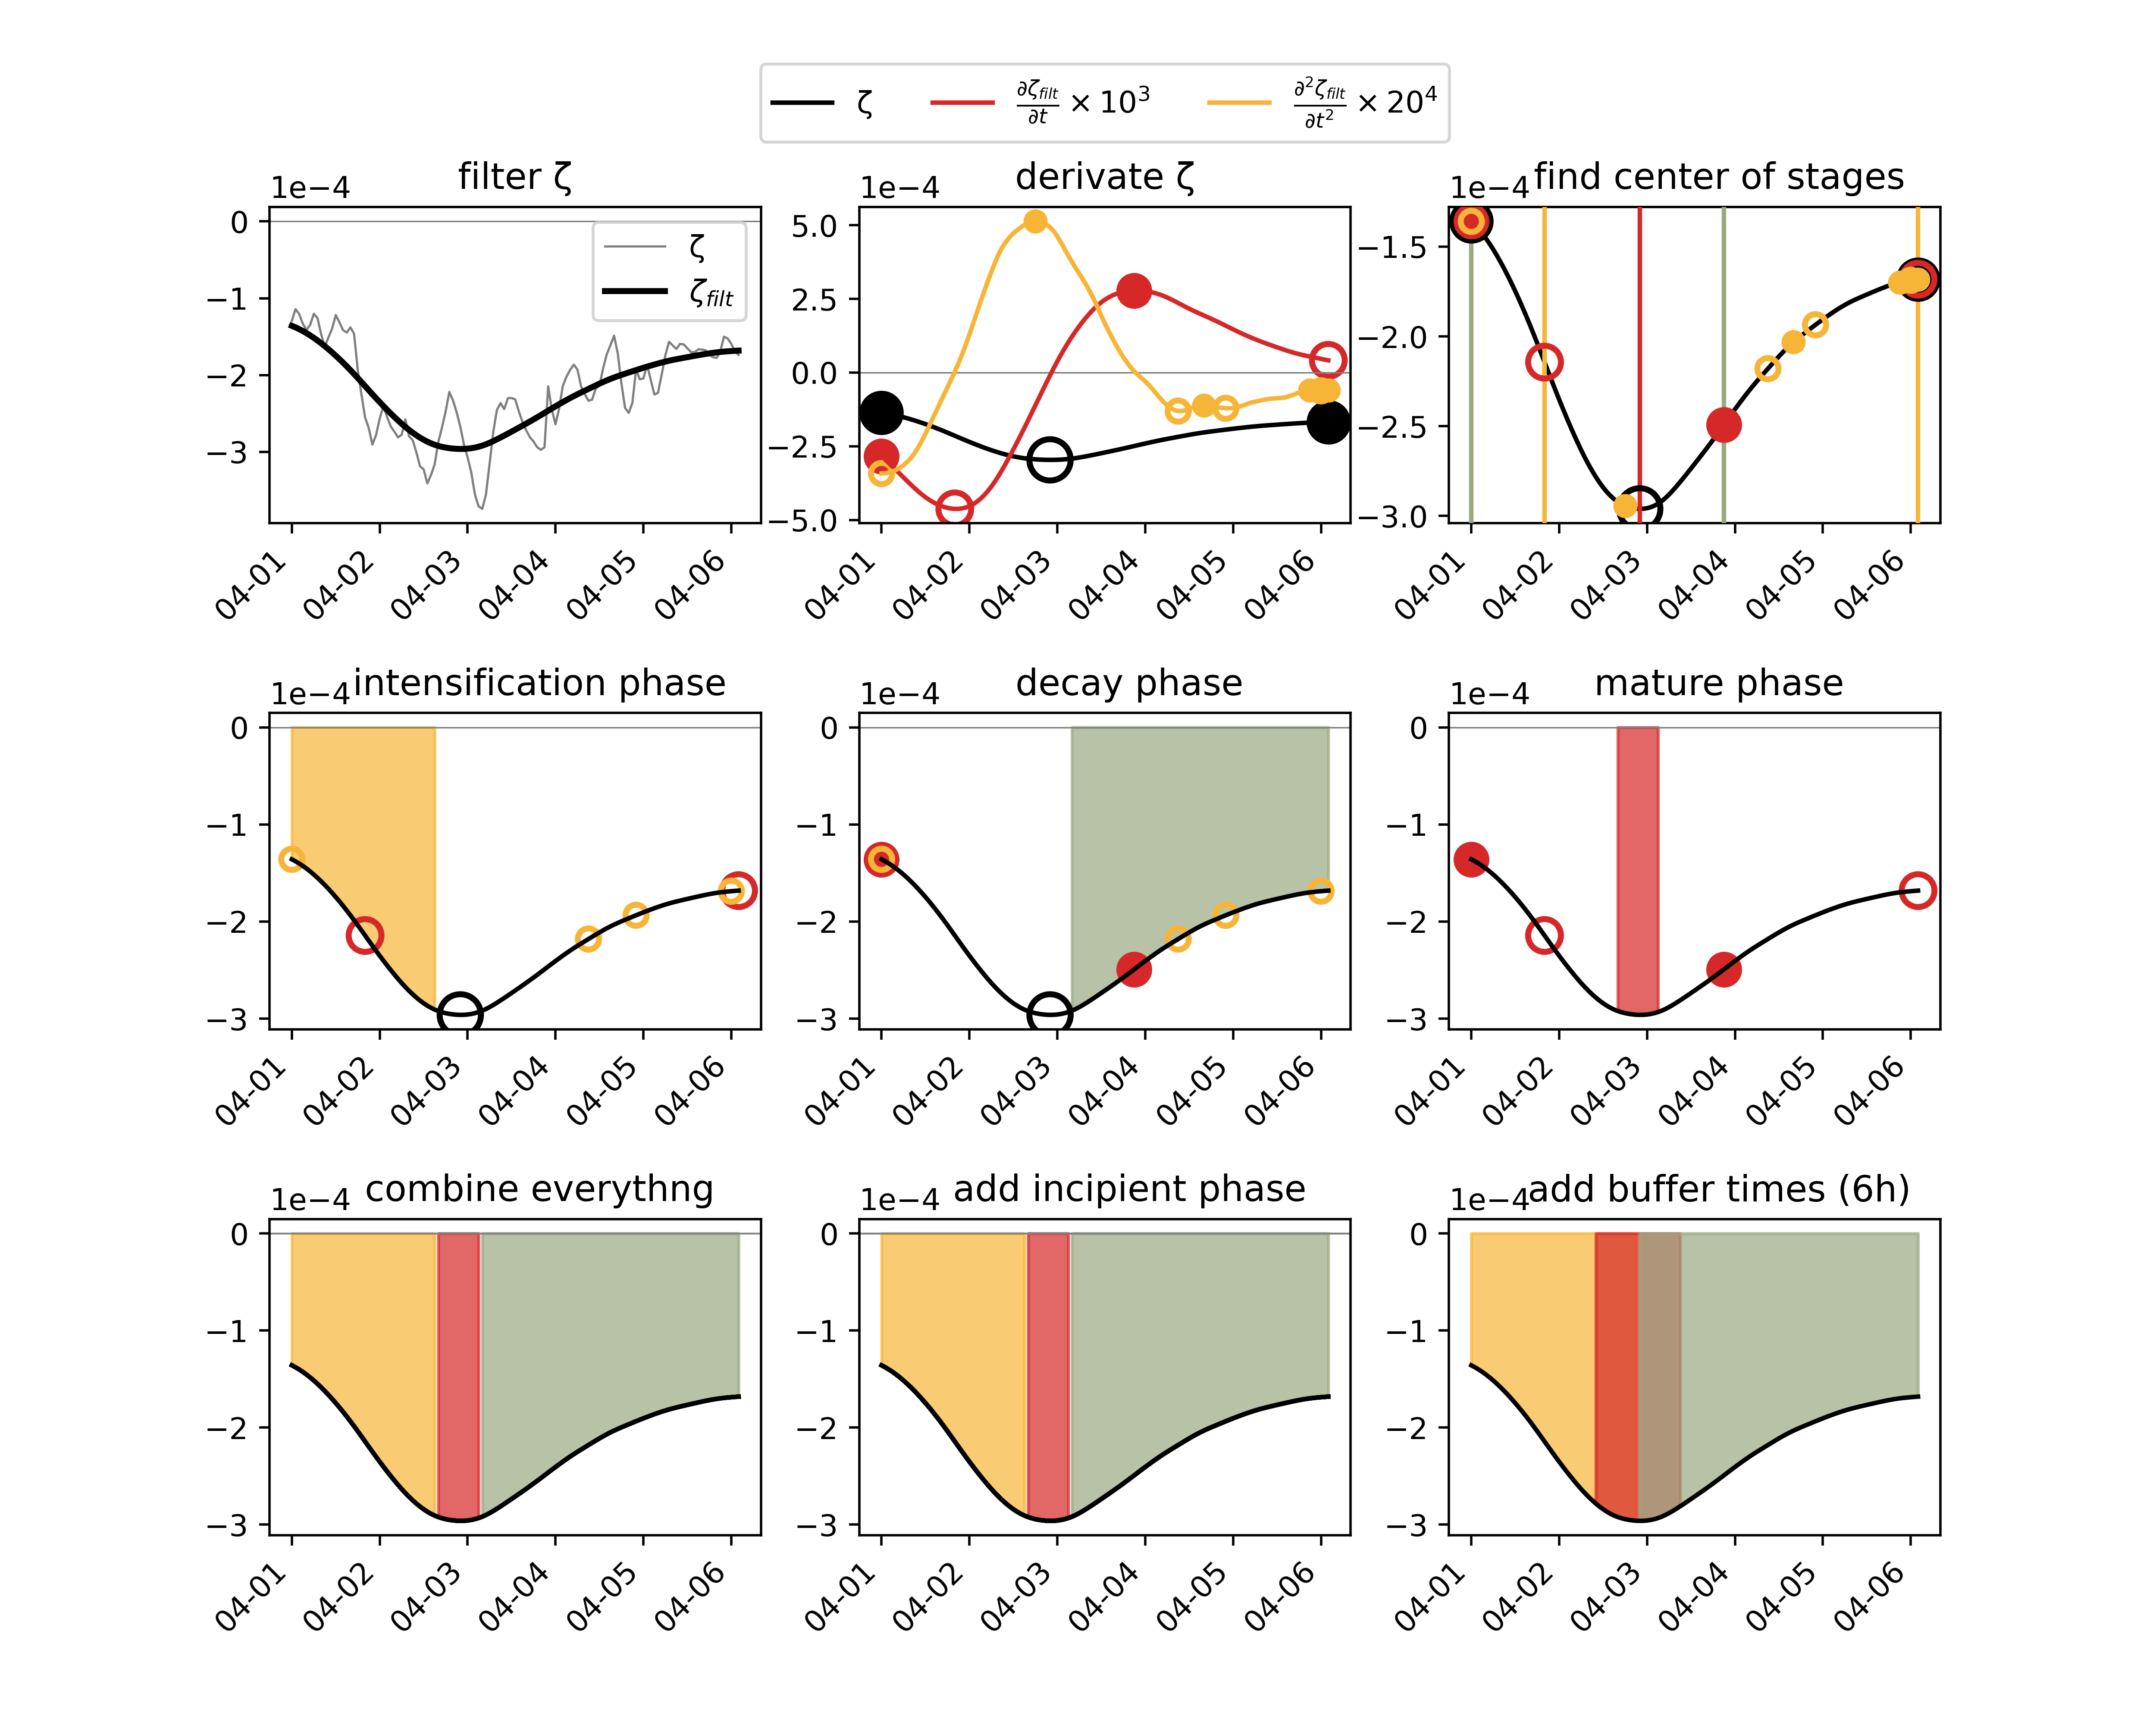 ζ ∂ζ_filt/∂t × 10³ ∂²ζ_filt/∂t² × 20⁴
filter ζ
1e−4
0
−1
−2
−3
ζ
ζ_filt
04-01 04-02 04-03 04-04 04-05 04-06
derivate ζ
1e−4
5.0
2.5
0.0
−2.5
−5.0
04-01 04-02 04-03 04-04 04-05 04-06
find center of stages
1e−4
−1.5
−2.0
−2.5
−3.0
04-01 04-02 04-03 04-04 04-05 04-06
intensification phase
1e−4
0
−1
−2
−3
04-01 04-02 04-03 04-04 04-05 04-06
decay phase
1e−4
0
−1
−2
−3
04-01 04-02 04-03 04-04 04-05 04-06
mature phase
1e−4
0
−1
−2
−3
04-01 04-02 04-03 04-04 04-05 04-06
combine everythng
1e−4
0
−1
−2
−3
04-01 04-02 04-03 04-04 04-05 04-06
add incipient phase
1e−4
0
−1
−2
−3
04-01 04-02 04-03 04-04 04-05 04-06
add buffer times (6h)
1e−4
0
−1
−2
−3
04-01 04-02 04-03 04-04 04-05 04-06